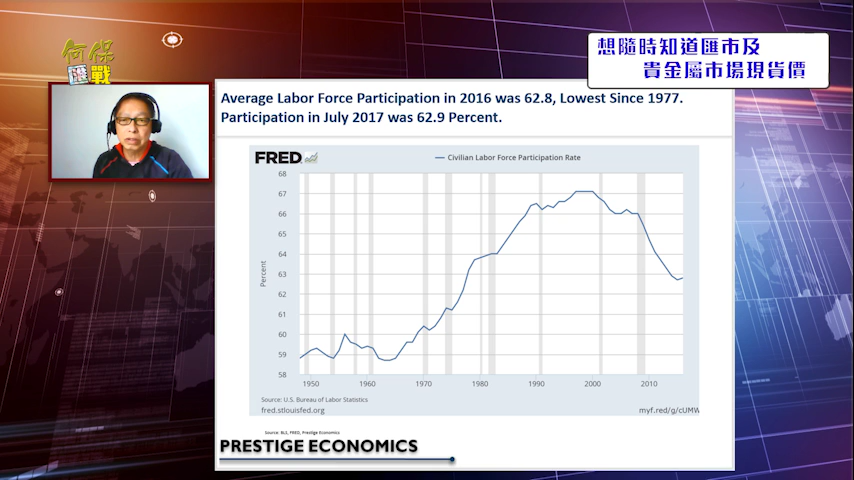 何保
匯戰
想隨時知道匯市及
貴金屬市場現貨價
Average Labor Force Participation in 2016 was 62.8, Lowest Since 1977.
Participation in July 2017 was 62.9 Percent.
FRED
Civilian Labor Force Participation Rate
68
67
66
65
64
63
62
61
60
59
58
Percent
1950 1960 1970 1980 1990 2000 2010
Source: U.S. Bureau of Labor Statistics
fred.stlouisfed.org
myf.red/g/cUMW
Source: BLS, FRED, Prestige Economics
PRESTIGE ECONOMICS